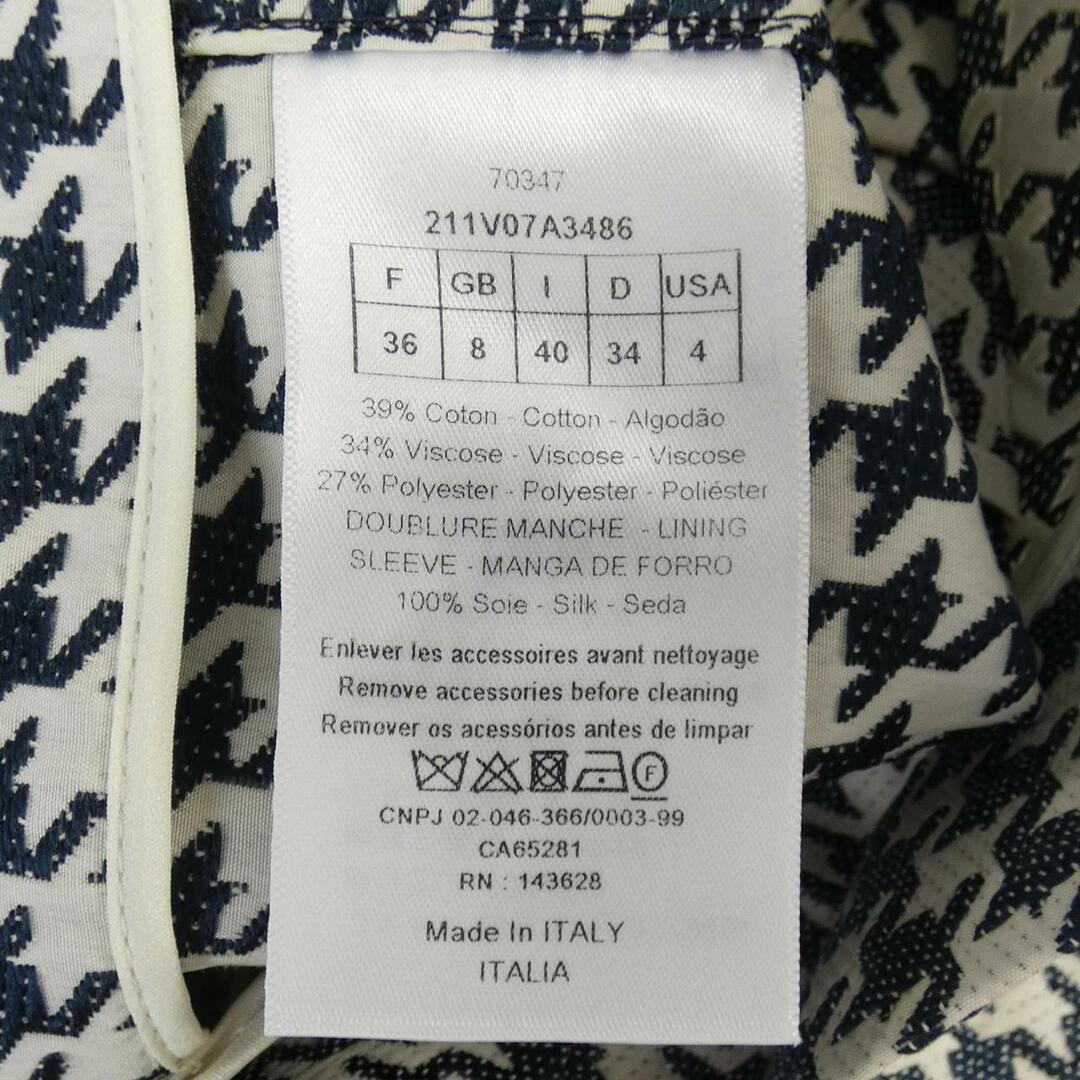 70347
211V07A3486
F GB I D USA
36 8 40 34 4
39% Coton - Cotton - Algodão
34% Viscose - Viscose - Viscose
27% Polyester - Polyester - Poliéster
DOUBLURE MANCHE - LINING
SLEEVE - MANGA DE FORRO
100% Soie - Silk - Seda
Enlever les accessoires avant nettoyage
Remove accessories before cleaning
Remover os acessórios antes de limpar
F
CNPJ 02-046-366/0003-99
CA65281
RN : 143628
Made In ITALY
ITALIA